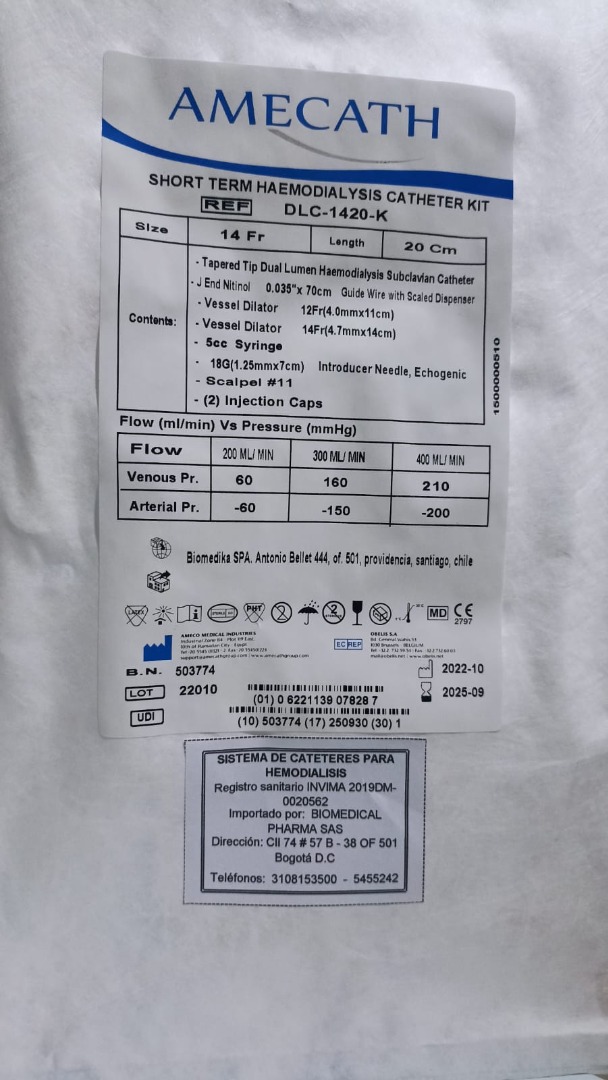 AMECATH
SHORT TERM HAEMODIALYSIS CATHETER KIT
REF DLC-1420-K
Size 14 Fr Length 20 Cm
Contents:
- Tapered Tip Dual Lumen Haemodialysis Subclavian Catheter
- J End Nitinol 0.035"x 70cm Guide Wire with Scaled Dispenser
- Vessel Dilator 12Fr(4.0mmx11cm)
- Vessel Dilator 14Fr(4.7mmx14cm)
- 5cc Syringe
- 18G(1.25mmx7cm) Introducer Needle, Echogenic
- Scalpel #11
- (2) Injection Caps
1500000510
Flow (ml/min) Vs Pressure (mmHg)
Flow 200 ML/ MIN 300 ML/ MIN 400 ML/ MIN
Venous Pr. 60 160 210
Arterial Pr. -60 -150 -200
Biomedika SPA. Antonio Bellet 444, of. 501, providencia, santiago, chile
LATEX PHT 2 MD CE
2797
AMECO MEDICAL INDUSTRIES
EC REP
OBELIS S.A
B.N. 503774
2022-10
LOT 22010
2025-09
UDI
(01) 0 6221139 07828 7
(10) 503774 (17) 250930 (30) 1
SISTEMA DE CATETERES PARA
HEMODIALISIS
Registro sanitario INVIMA 2019DM-
0020562
Importado por: BIOMEDICAL
PHARMA SAS
Dirección: Cll 74 # 57 B - 38 OF 501
Bogotá D.C
Teléfonos: 3108153500 - 5455242